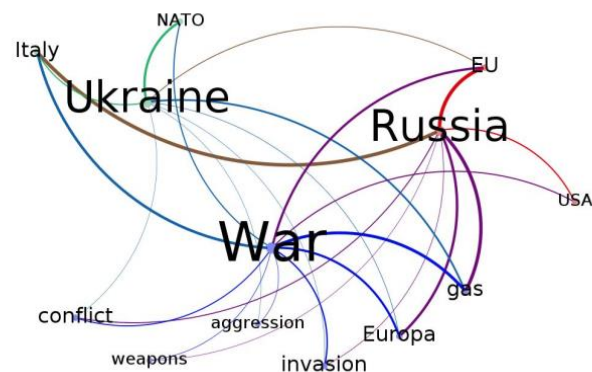 NATO
Italy
EU
Ukraine
Russia
USA
War
gas
conflict
aggression
Europa
weapons
invasion